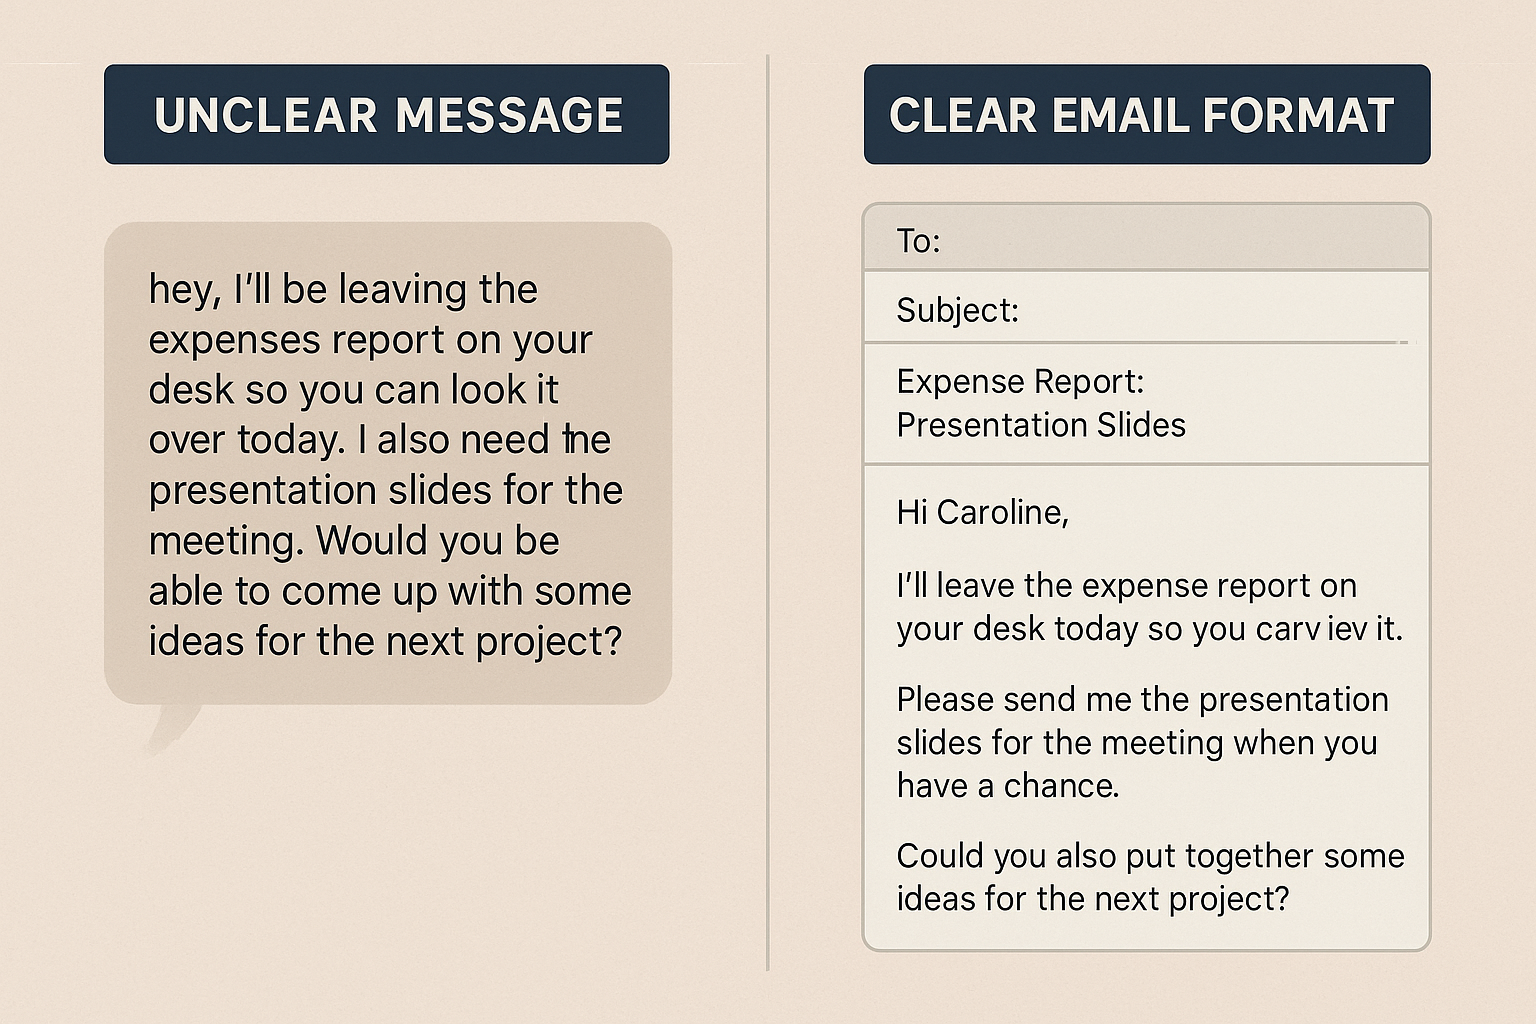 UNCLEAR MESSAGE
hey, I'll be leaving the
expenses report on your
desk so you can look it
over today. I also need the
presentation slides for the
meeting. Would you be
able to come up with some
ideas for the next project?
CLEAR EMAIL FORMAT
To:
Subject:
Expense Report:
Presentation Slides
Hi Caroline,
I'll leave the expense report on
your desk today so you carv iev it.
Please send me the presentation
slides for the meeting when you
have a chance.
Could you also put together some
ideas for the next project?